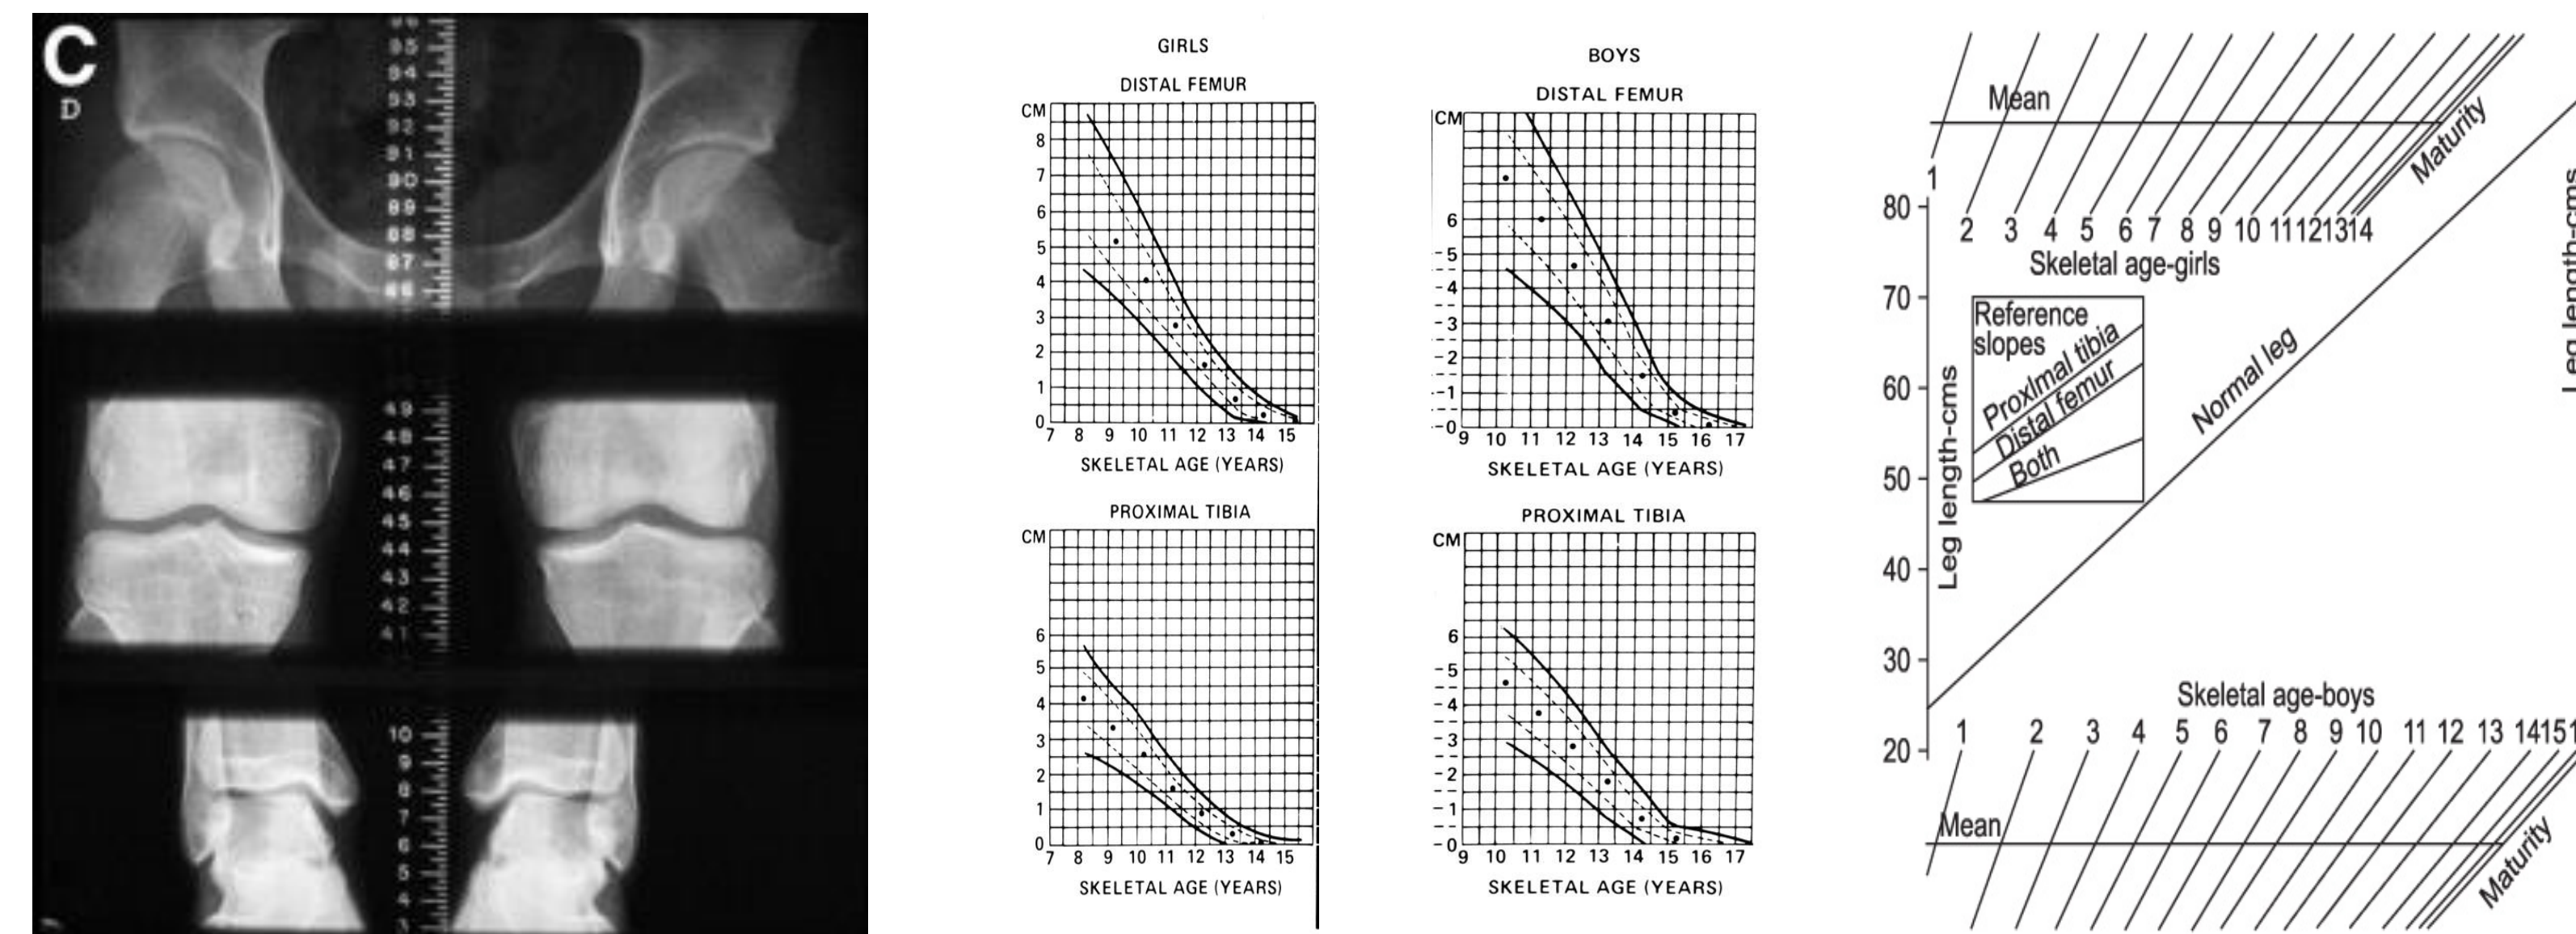 C
D
96
95
94
93
92
91
90
89
88
87
49
48
47
46
45
44
43
42
41
10
9
8
7
6
5
4
3
GIRLS
DISTAL FEMUR
CM
8
7
6
5
4
3
2
1
0
7 8 9 10 11 12 13 14 15
SKELETAL AGE (YEARS)
PROXIMAL TIBIA
CM
6
5
4
3
2
1
0
7 8 9 10 11 12 13 14 15
SKELETAL AGE (YEARS)
BOYS
DISTAL FEMUR
CM
6
5
4
3
2
1
0
9 10 11 12 13 14 15 16 17
SKELETAL AGE (YEARS)
PROXIMAL TIBIA
CM
6
5
4
3
2
1
0
9 10 11 12 13 14 15 16 17
SKELETAL AGE (YEARS)
Mean
Maturity
1
2 3 4 5 6 7 8 9 10 11 12 13 14
Skeletal age-girls
80
70
60
50
40
30
20
Leg length-cms
Reference
slopes
Proximal tibia
Distal femur
Both
Normal leg
Leg length-cms
Skeletal age-boys
1 2 3 4 5 6 7 8 9 10 11 12 13 14 15 1
Mean
Maturity